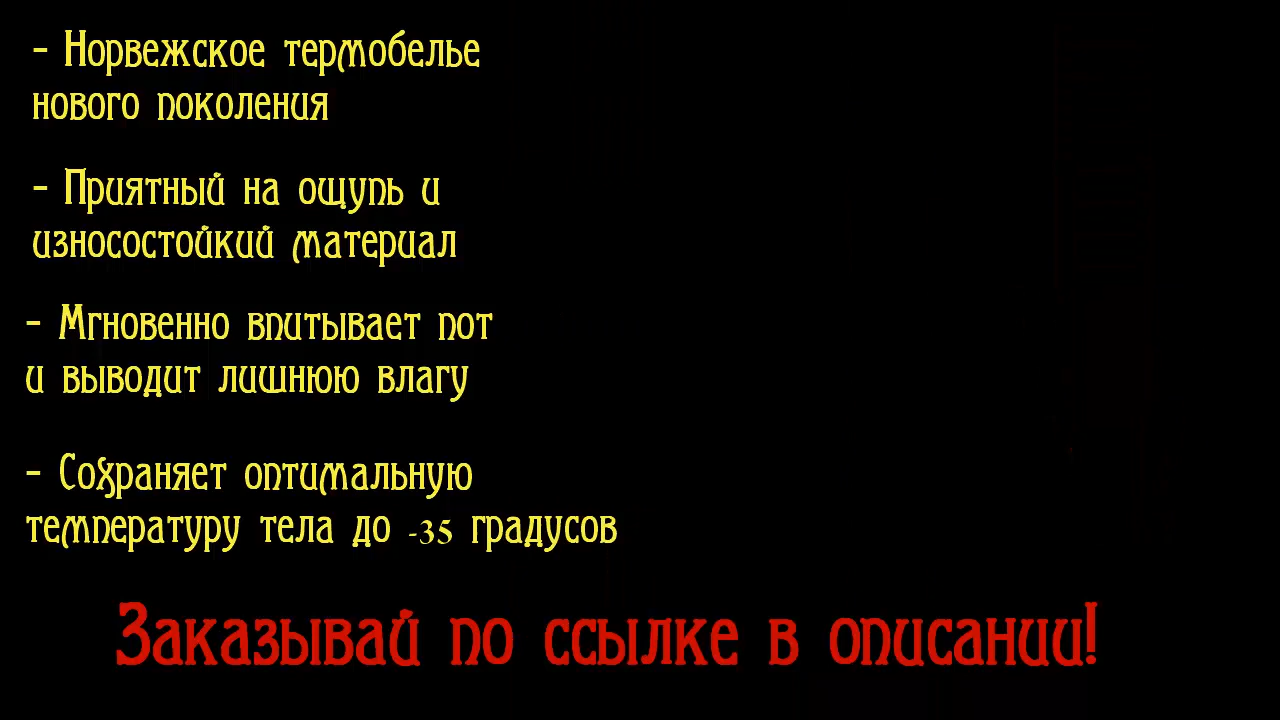 - Норвежское термобелье
нового поколения
- Приятный на ощупь и
износостойкий материал
- Мгновенно впитывает пот
и выводит лишнюю влагу
- Сохраняет оптимальную
температуру тела до -35 градусов
Заказывай по ссылке в описании!